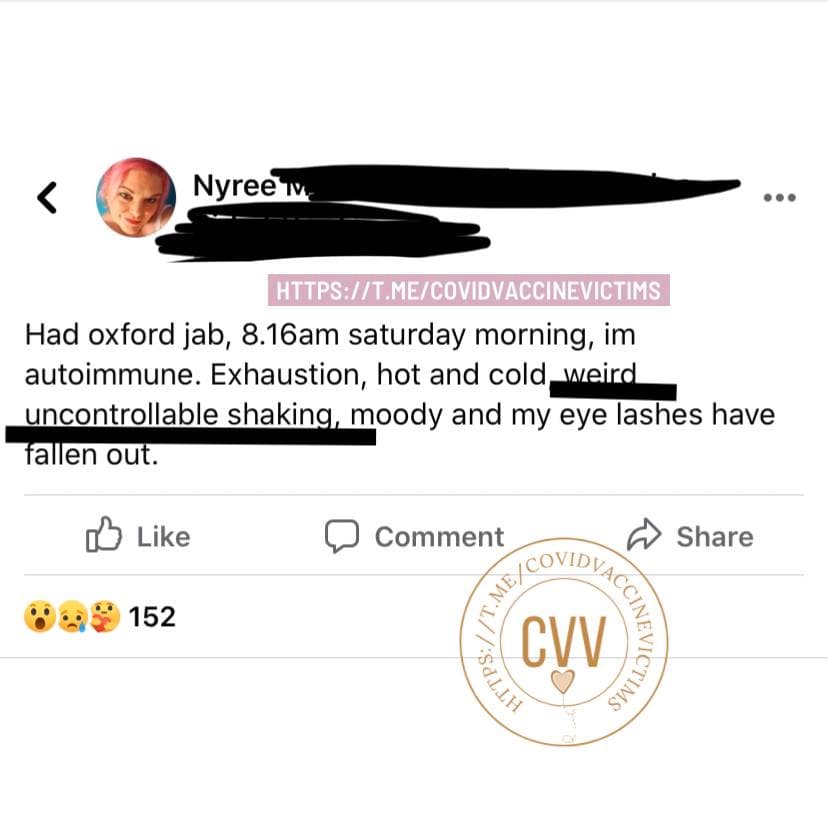 Nyree
HTTPS://T.ME/COVIDVACCINEVICTIMS
Had oxford jab, 8.16am saturday morning, im
autoimmune. Exhaustion, hot and cold, weird
uncontrollable shaking, moody and my eye lashes have
fallen out.
Like Comment Share
152
HTTPS://T.ME/COVIDVACCINEVICTIMS
CVV